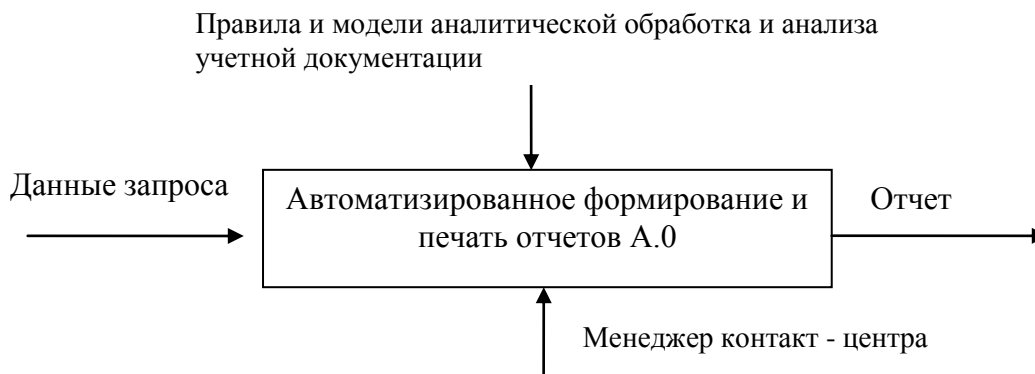 Правила и модели аналитической обработка и анализа
учетной документации
Данные запроса
Автоматизированное формирование и
печать отчетов А.0
Отчет
Менеджер контакт - центра